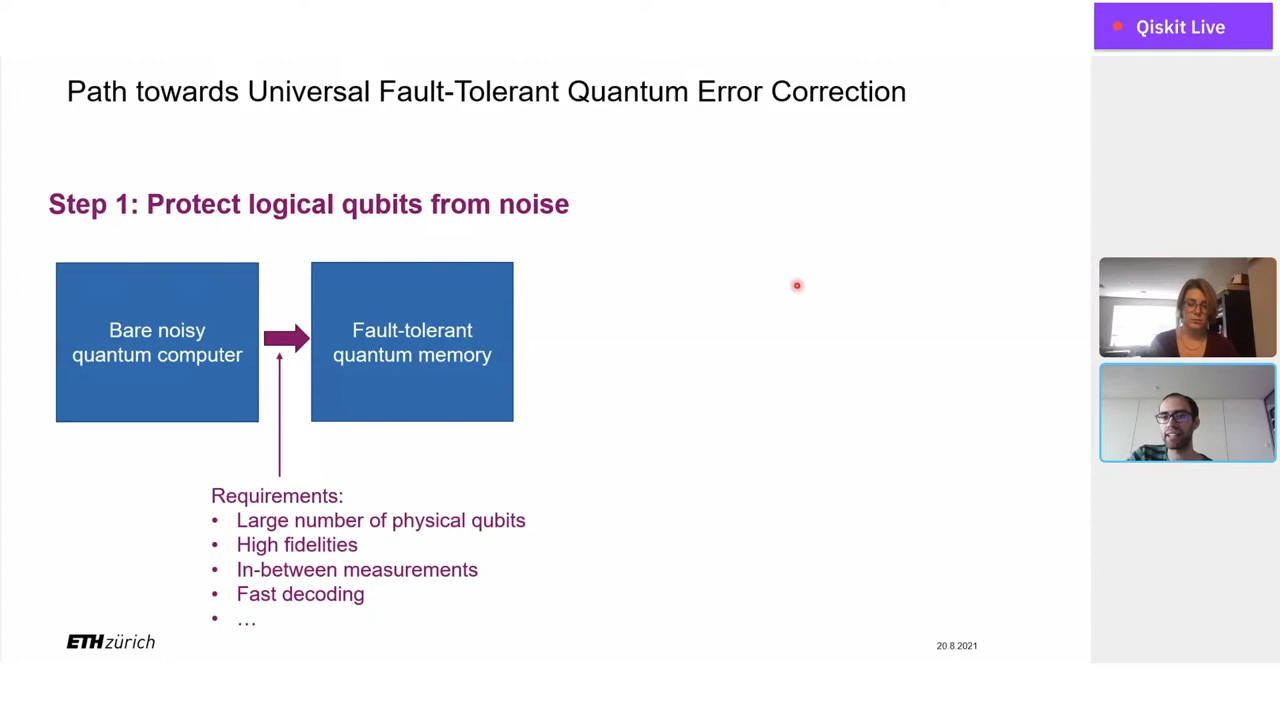 Qiskit Live
Path towards Universal Fault-Tolerant Quantum Error Correction
Step 1: Protect logical qubits from noise
Bare noisy
quantum computer
Fault-tolerant
quantum memory
Requirements:
• Large number of physical qubits
• High fidelities
• In-between measurements
• Fast decoding
• …
ETH zürich
20.8.2021